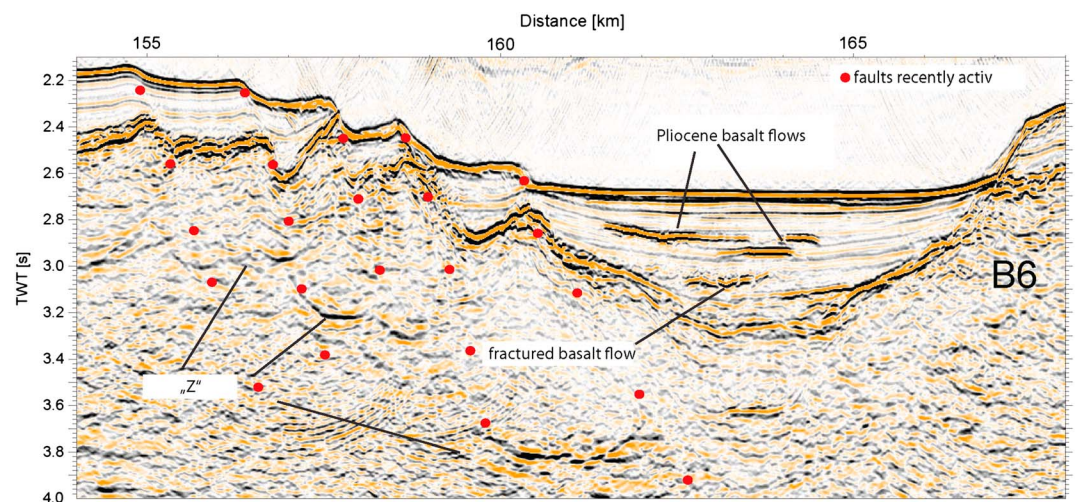 Distance [km]
155 160 165
2.2
faults recently activ
2.4
Pliocene basalt flows
2.6
2.8
3.0
TWT [s]
B6
3.2
fractured basalt flow
3.4
„Z“
3.6
3.8
4.0